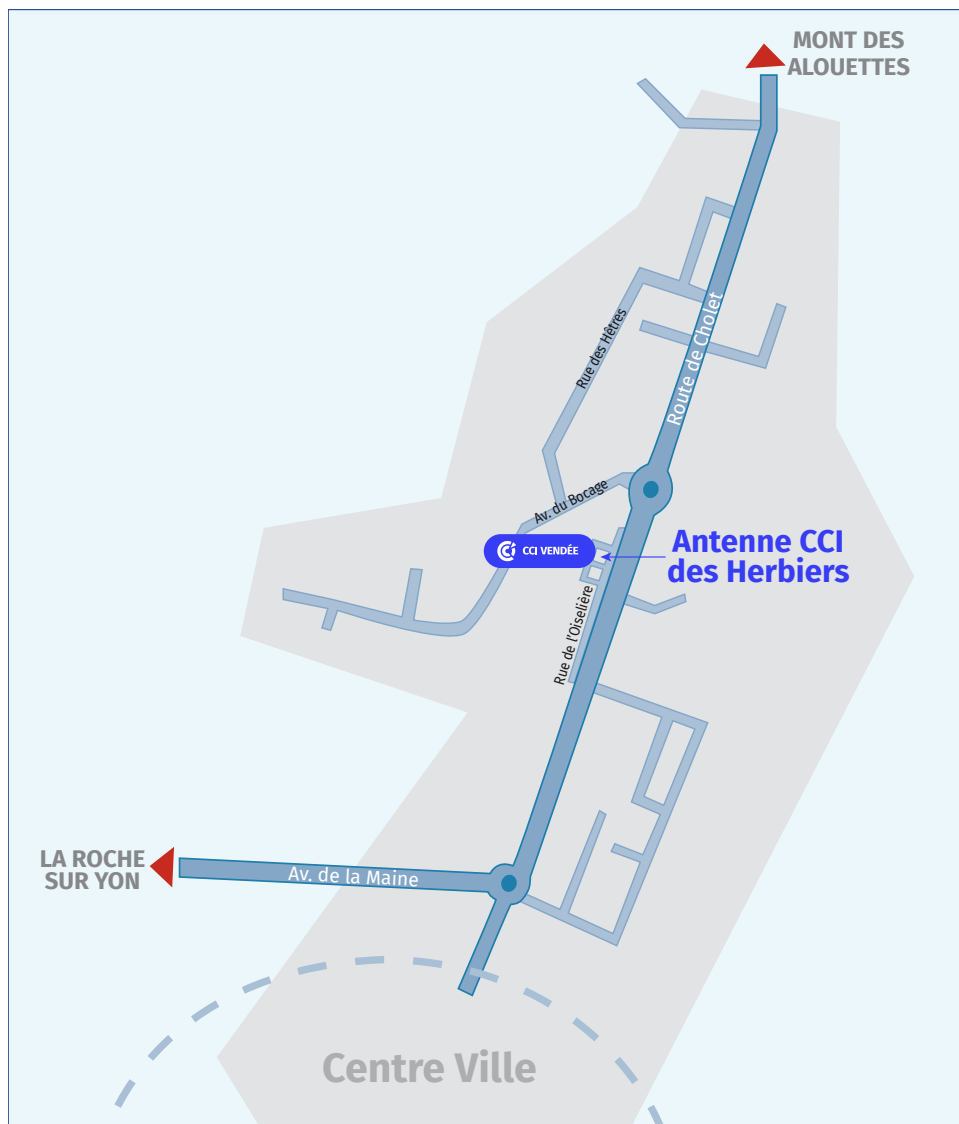 MONT DES
ALOUETTES
Route de Cholet
Rue des Hêtres
Av. du Bocage
CCI VENDÉE
Antenne CCI
des Herbiers
Rue de l'Oiselière
LA ROCHE
SUR YON
Av. de la Maine
Centre Ville